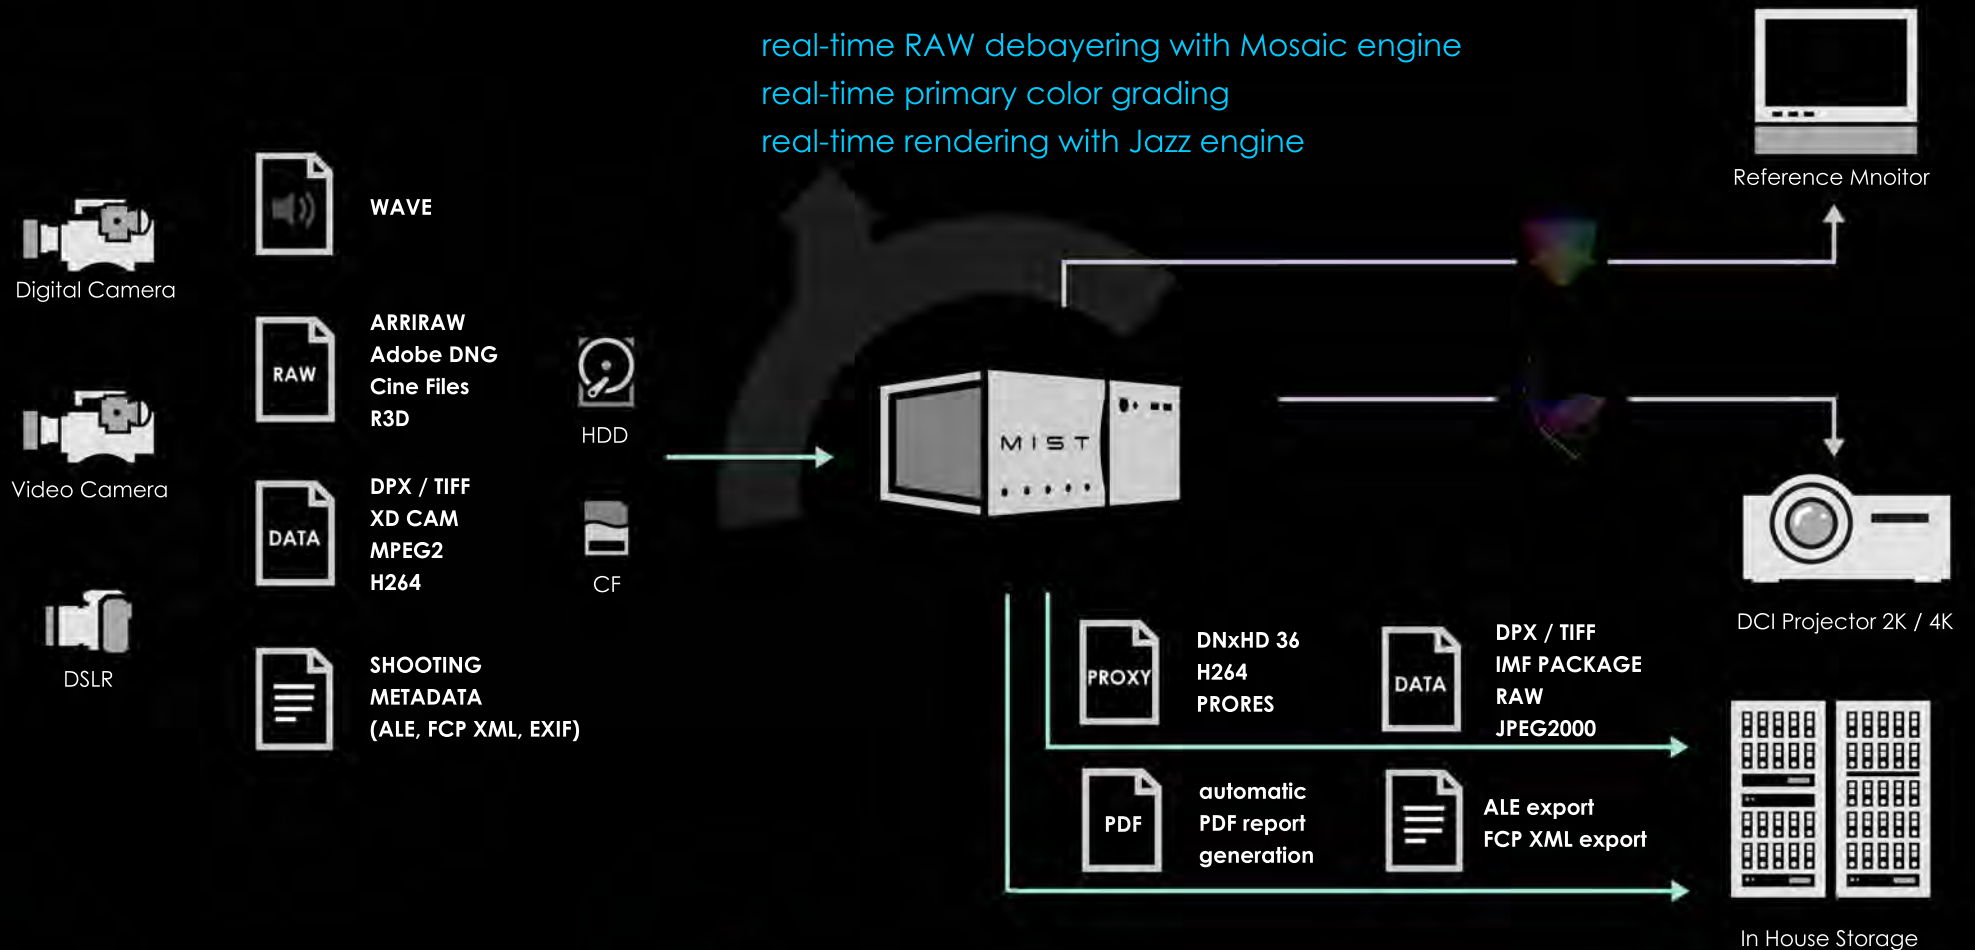 real-time RAW debayering with Mosaic engine
real-time primary color grading
real-time rendering with Jazz engine
Digital Camera
Video Camera
DSLR
WAVE
RAW
ARRIRAW
Adobe DNG
Cine Files
R3D
DATA
DPX / TIFF
XD CAM
MPEG2
H264
SHOOTING
METADATA
(ALE, FCP XML, EXIF)
HDD
CF
MIST
Reference Mnoitor
DCI Projector 2K / 4K
PROXY
DNxHD 36
H264
PRORES
DATA
DPX / TIFF
IMF PACKAGE
RAW
JPEG2000
PDF
automatic
PDF report
generation
ALE export
FCP XML export
In House Storage